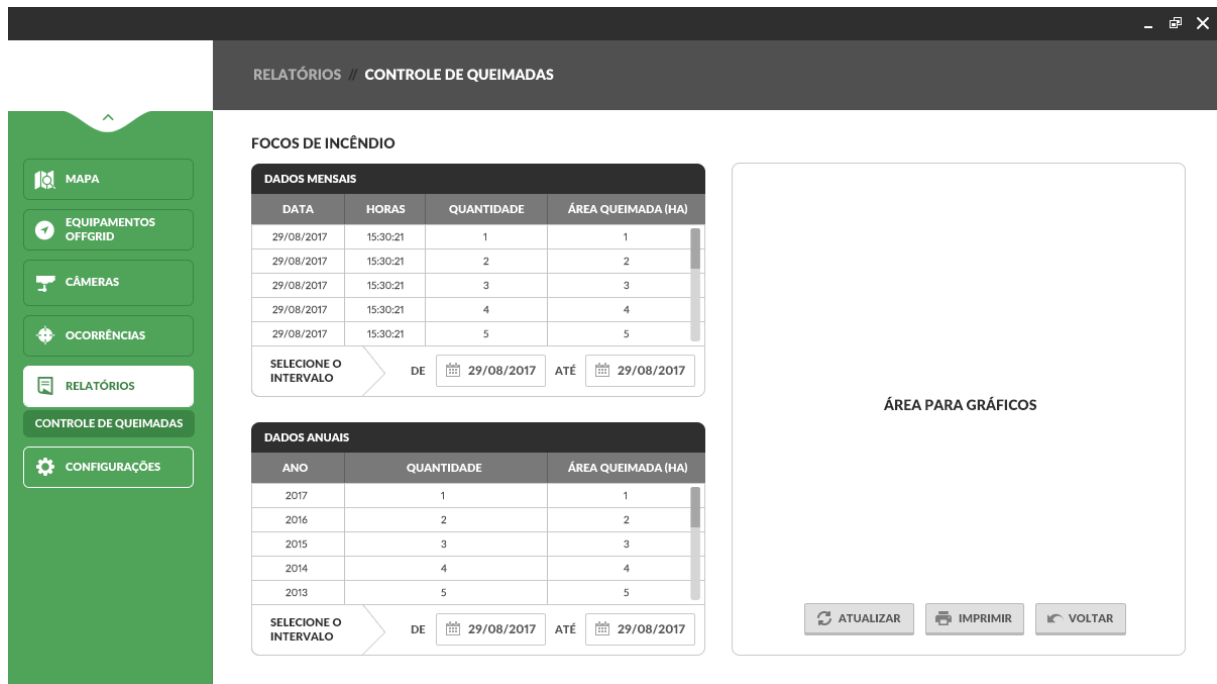 RELATÓRIOS // CONTROLE DE QUEIMADAS
MAPA
EQUIPAMENTOS
OFFGRID
CÂMERAS
OCORRÊNCIAS
RELATÓRIOS
CONTROLE DE QUEIMADAS
CONFIGURAÇÕES
FOCOS DE INCÊNDIO
DADOS MENSAIS
DATA HORAS QUANTIDADE ÁREA QUEIMADA (HA)
29/08/2017 15:30:21 1 1
29/08/2017 15:30:21 2 2
29/08/2017 15:30:21 3 3
29/08/2017 15:30:21 4 4
29/08/2017 15:30:21 5 5
SELECIONE O
INTERVALO
DE 29/08/2017 ATÉ 29/08/2017
DADOS ANUAIS
ANO QUANTIDADE ÁREA QUEIMADA (HA)
2017 1 1
2016 2 2
2015 3 3
2014 4 4
2013 5 5
SELECIONE O
INTERVALO
DE 29/08/2017 ATÉ 29/08/2017
ÁREA PARA GRÁFICOS
ATUALIZAR IMPRIMIR VOLTAR